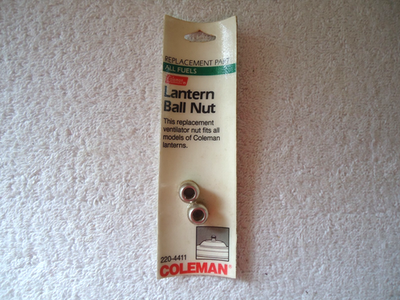 REPLACEMENT PART
ALL FUELS
Coleman
Lantern
Ball Nut
This replacement
ventilator nut fits all
models of Coleman
lanterns.
220-4411
COLEMAN®